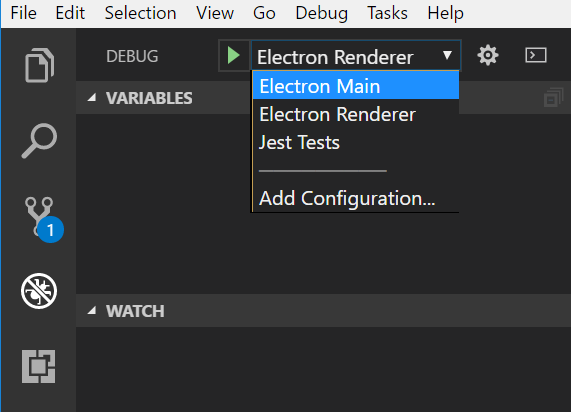 File Edit Selection View Go Debug Tasks Help
DEBUG Electron Renderer
Electron Main
VARIABLES
Electron Renderer
Jest Tests
Add Configuration...
1
WATCH